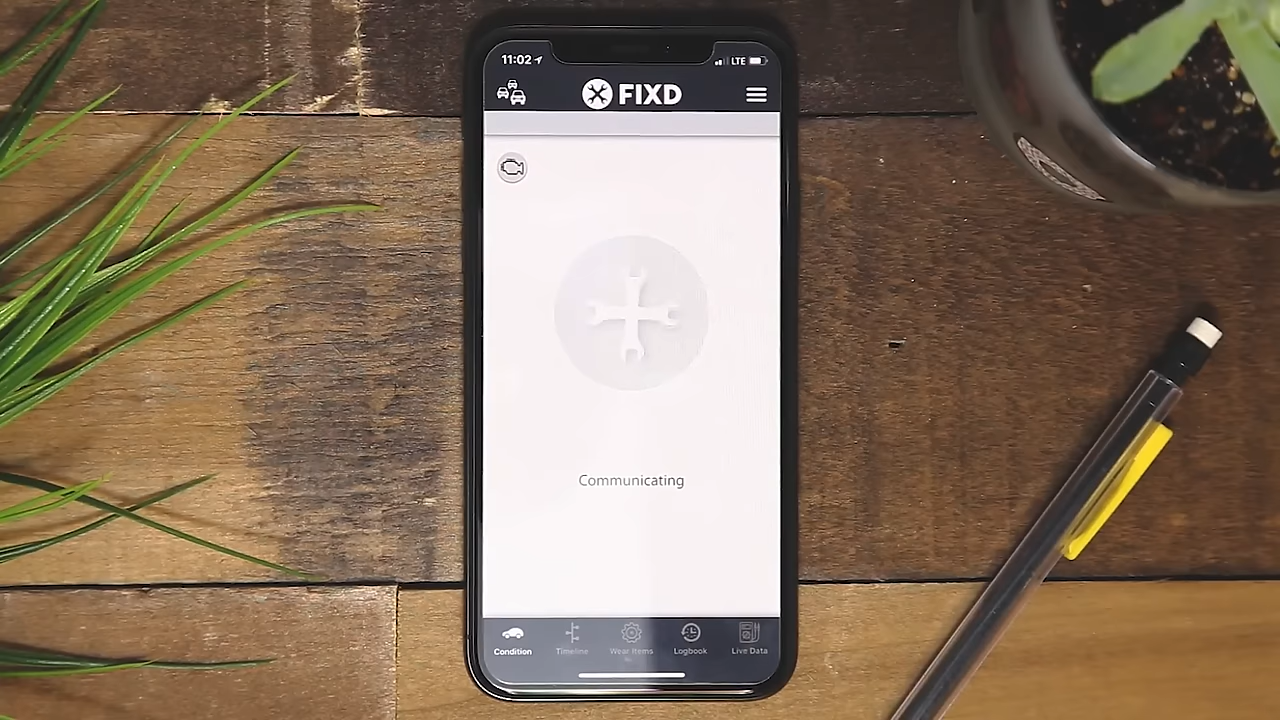 11:02
LTE
FIXD
Communicating
Condition Timeline Wear Items Logbook Live Data